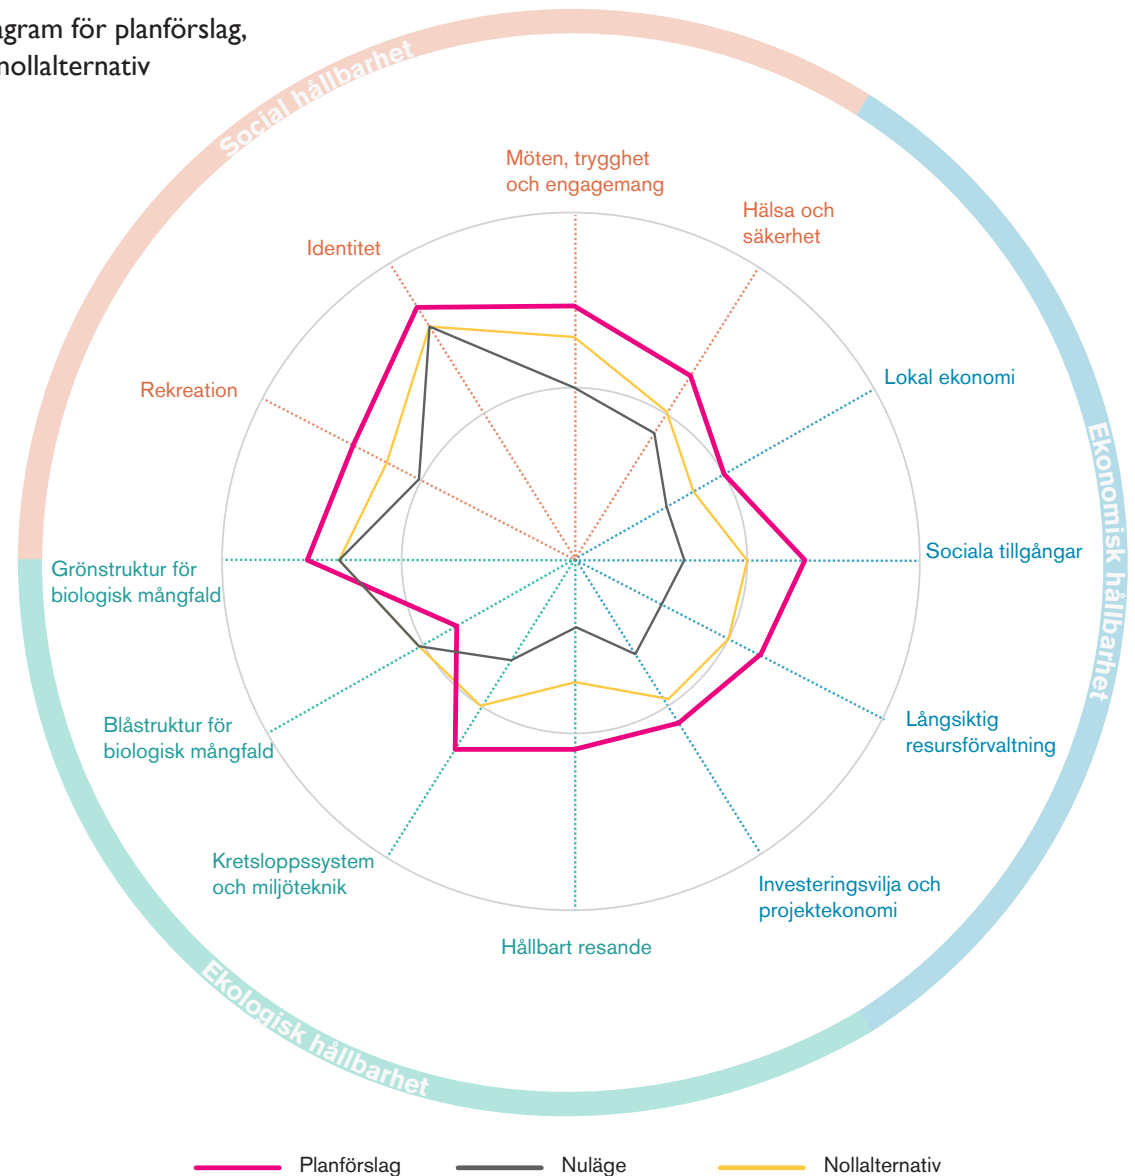 agram för planförslag,
nollalternativ
Social hållbarhet
Möten, trygghet
och engagemang
Hälsa och
säkerhet
Identitet
Lokal ekonomi
Rekreation
Ekonomisk hållbarhet
Sociala tillgångar
Grönstruktur för
biologisk mångfald
Långsiktig
resursförvaltning
Blåstruktur för
biologisk mångfald
Kretsloppssystem
och miljöteknik
Investeringsvilja och
projektekonomi
Hållbart resande
Ekologisk hållbarhet
Planförslag
Nuläge
Nollalternativ